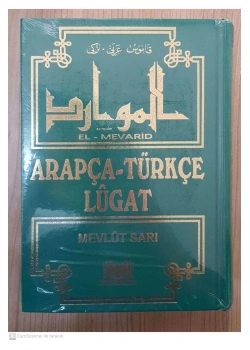 قاموس عربي - تركي
الموارد
EL - MEVARİD
ARAPÇA-TÜRKÇE
LÛGAT
MEVLÜT SARI